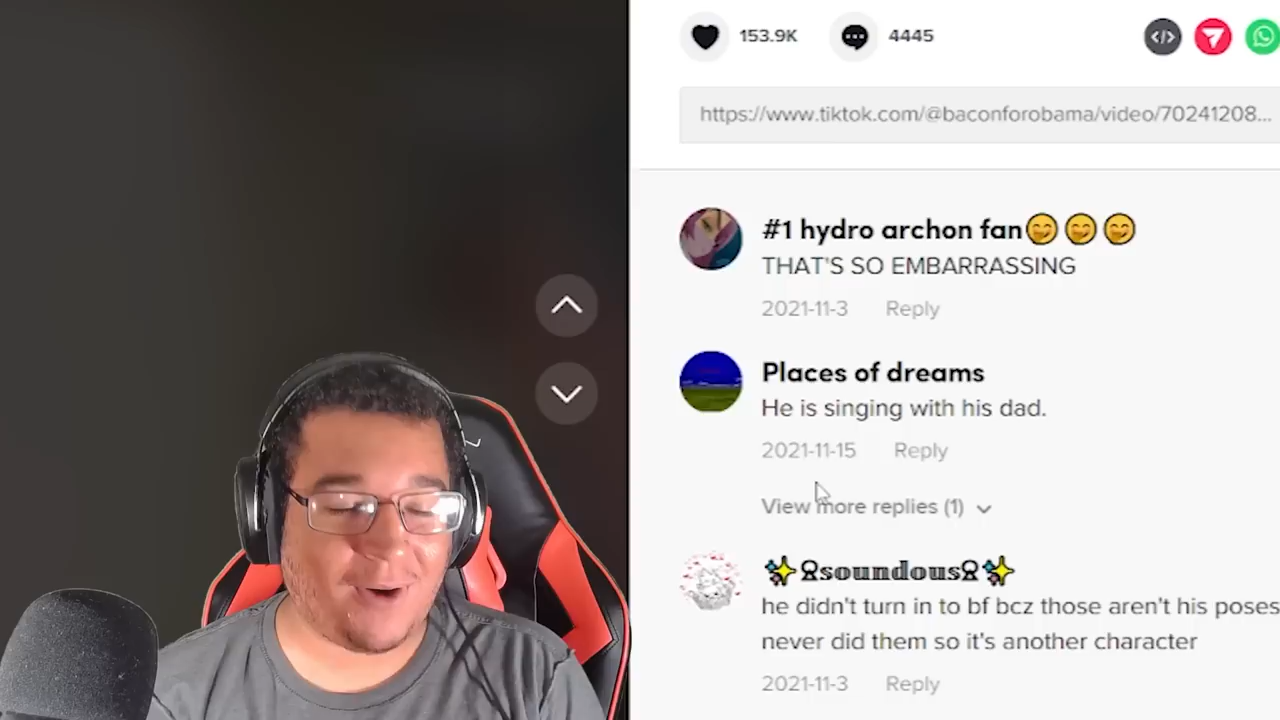 153.9K 4445
https://www.tiktok.com/@baconforobama/video/70241208...
#1 hydro archon fan🤭🤭🤭
THAT'S SO EMBARRASSING
2021-11-3 Reply
Places of dreams
He is singing with his dad.
2021-11-15 Reply
View more replies (1)
✨🎗𝕤𝕠𝕦𝕟𝕕𝕠𝕦𝕤🎗✨
he didn't turn in to bf bcz those aren't his poses
never did them so it's another character
2021-11-3 Reply